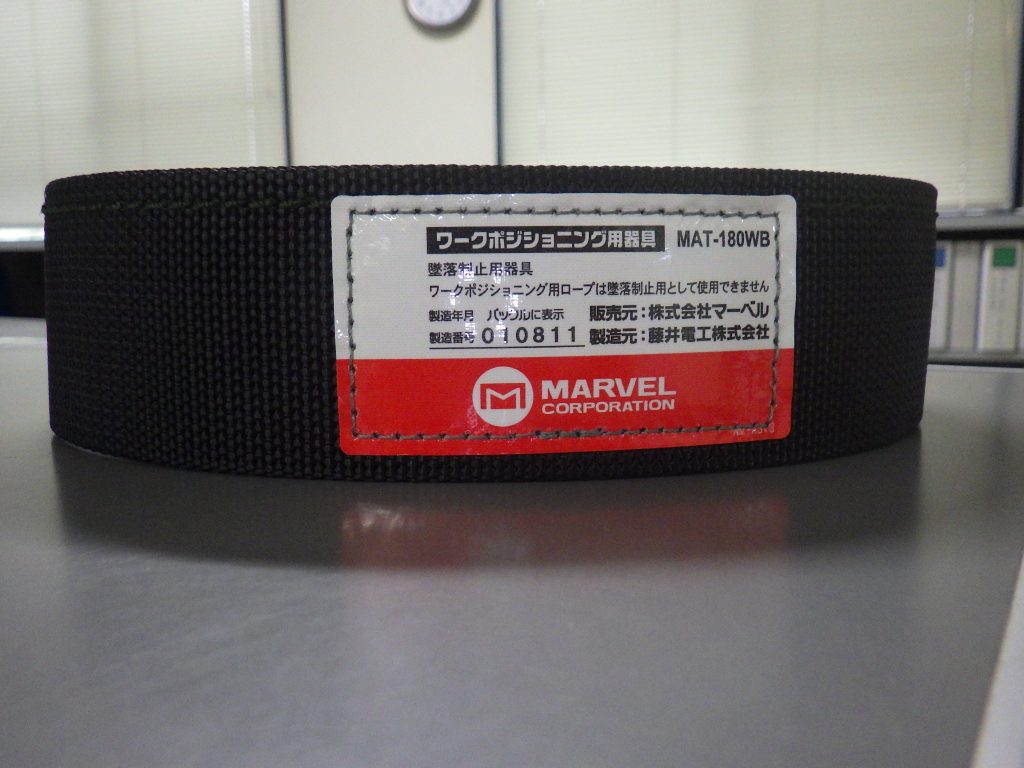 ワークポジショニング用器具 MAT-180WB
墜落制止用器具
ワークポジショニング用ロープは墜落制止用として使用できません
製造年月 バックルに表示 販売元：株式会社マーベル
製造番号 010811 製造元：藤井電工株式会社
MARVEL
CORPORATION